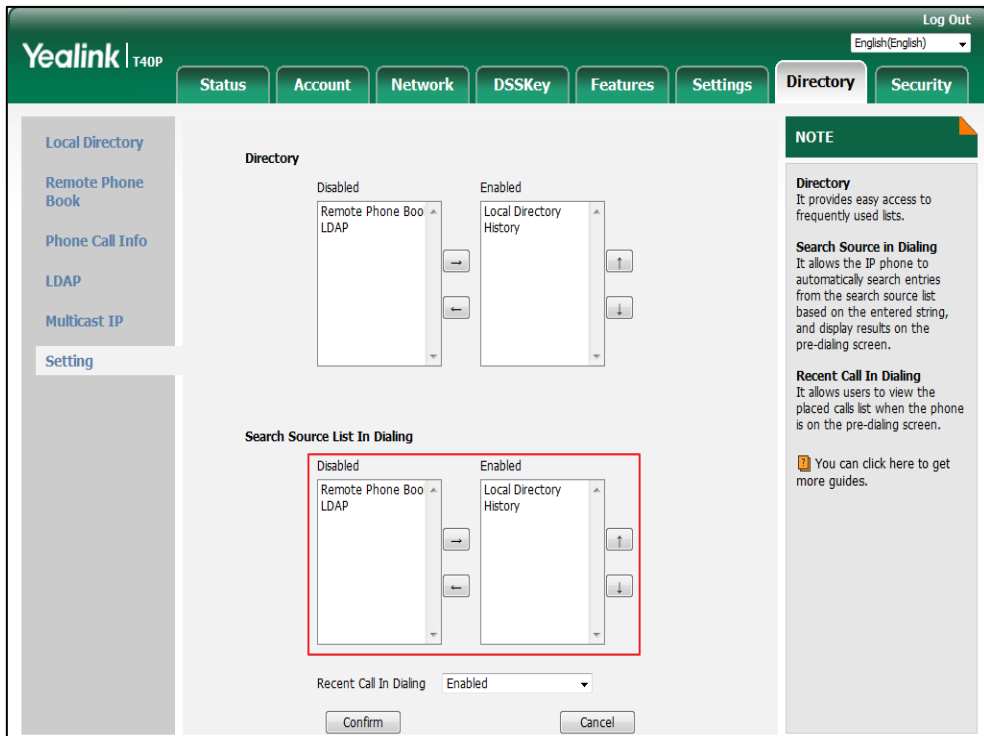 Log Out
Yealink | T40P
English(English)
Status Account Network DSSKey Features Settings Directory Security
Local Directory
Remote Phone
Book
Phone Call Info
LDAP
Multicast IP
Setting
Directory
Disabled Enabled
Remote Phone Boo
LDAP
Local Directory
History
→ ↑
← ↓
Search Source List In Dialing
Disabled Enabled
Remote Phone Boo
LDAP
Local Directory
History
→ ↑
← ↓
Recent Call In Dialing Enabled
Confirm Cancel
NOTE
Directory
It provides easy access to
frequently used lists.
Search Source in Dialing
It allows the IP phone to
automatically search entries
from the search source list
based on the entered string,
and display results on the
pre-dialing screen.
Recent Call In Dialing
It allows users to view the
placed calls list when the phone
is on the pre-dialing screen.
? You can click here to get
more guides.